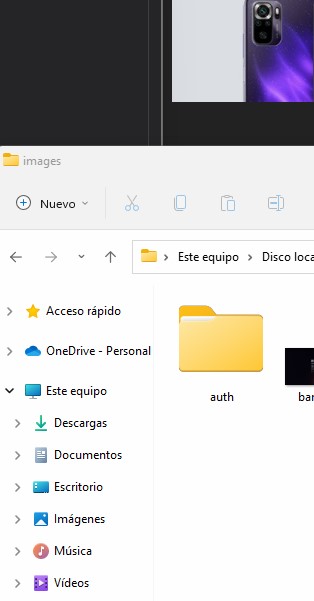 images
Nuevo
Este equipo
Disco loca
Acceso rápido
OneDrive - Personal
Este equipo
Descargas
Documentos
Escritorio
Imágenes
Música
Vídeos
auth
bar